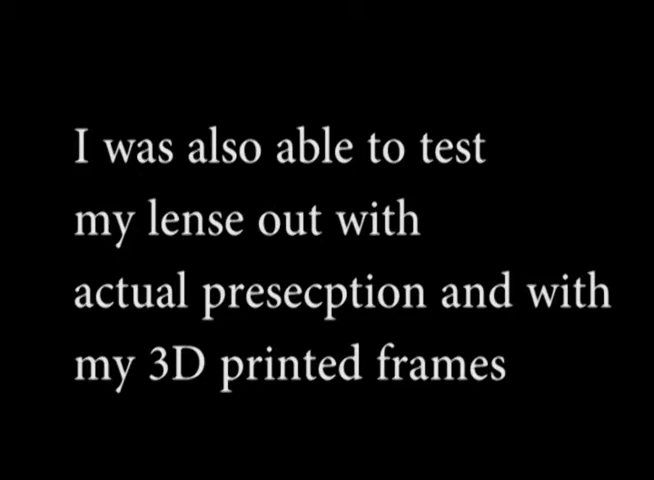 I was also able to test
my lense out with
actual presecption and with
my 3D printed frames